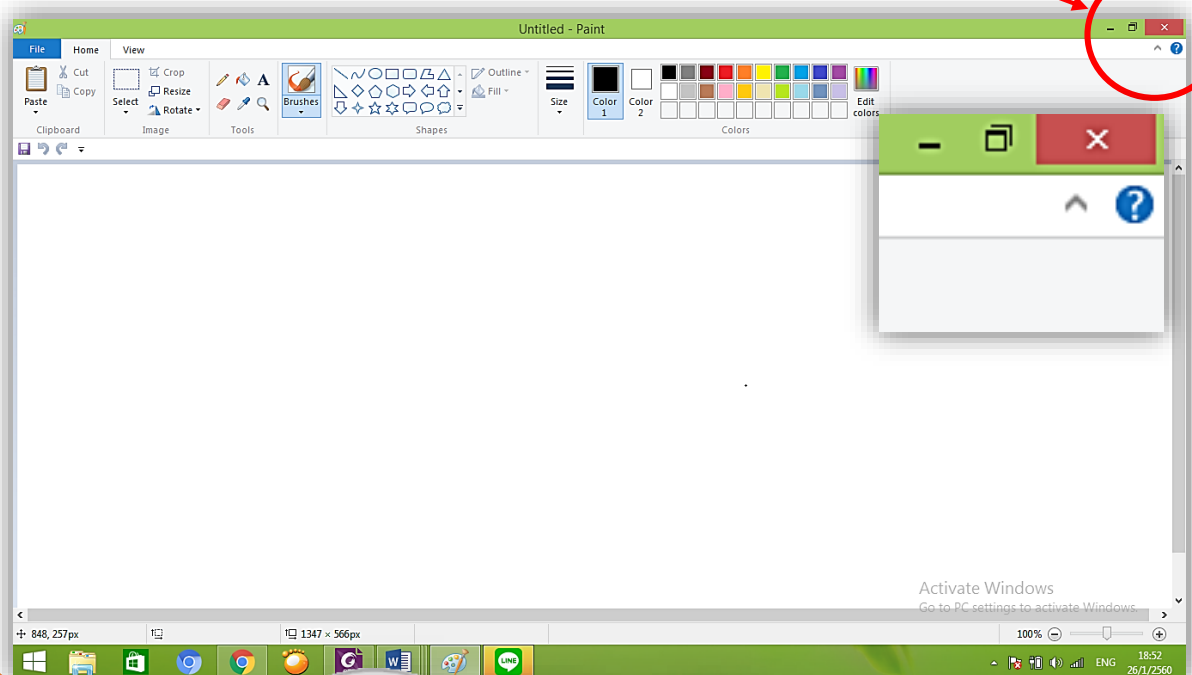 Untitled - Paint
File Home View
Paste Cut Copy Select Crop Resize Rotate Brushes Outline Fill Size Color 1 Color 2 Edit colors
Clipboard Image Tools Shapes Colors
Activate Windows
Go to PC settings to activate Windows.
848, 257px 1347 × 566px 100%
LINE ENG 18:52
26/1/2560